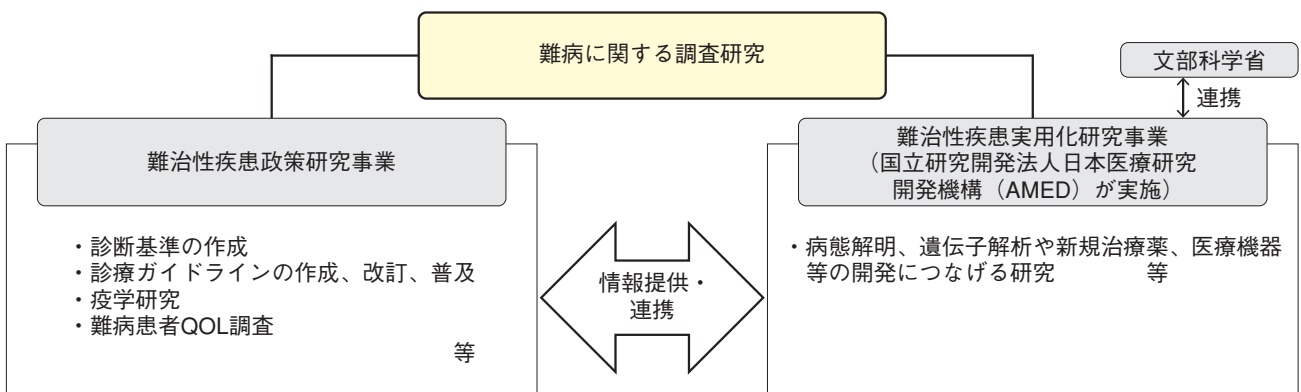 難病に関する調査研究
文部科学省
連携
難治性疾患政策研究事業
難治性疾患実用化研究事業
（国立研究開発法人日本医療研究
開発機構（AMED）が実施）
・診断基準の作成
・診療ガイドラインの作成、改訂、普及
・疫学研究
・難病患者QOL調査
等
情報提供・
連携
・病態解明、遺伝子解析や新規治療薬、医療機器
等の開発につなげる研究　　　等